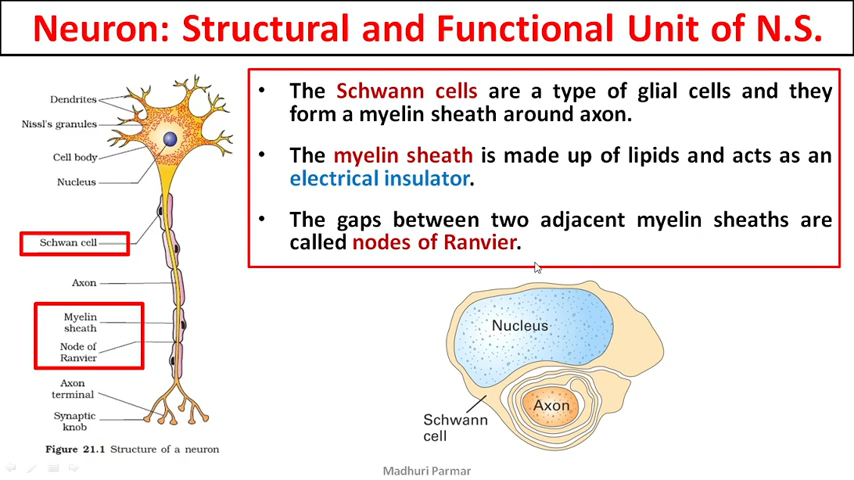 Neuron: Structural and Functional Unit of N.S.
Dendrites
Nissl's granules
Cell body
Nucleus
Schwan cell
Axon
Myelin
sheath
Node of
Ranvier
Axon
terminal
Synaptic
knob
Figure 21.1 Structure of a neuron
• The Schwann cells are a type of glial cells and they
form a myelin sheath around axon.
• The myelin sheath is made up of lipids and acts as an
electrical insulator.
• The gaps between two adjacent myelin sheaths are
called nodes of Ranvier.
Nucleus
Axon
Schwann
cell
Madhuri Parmar